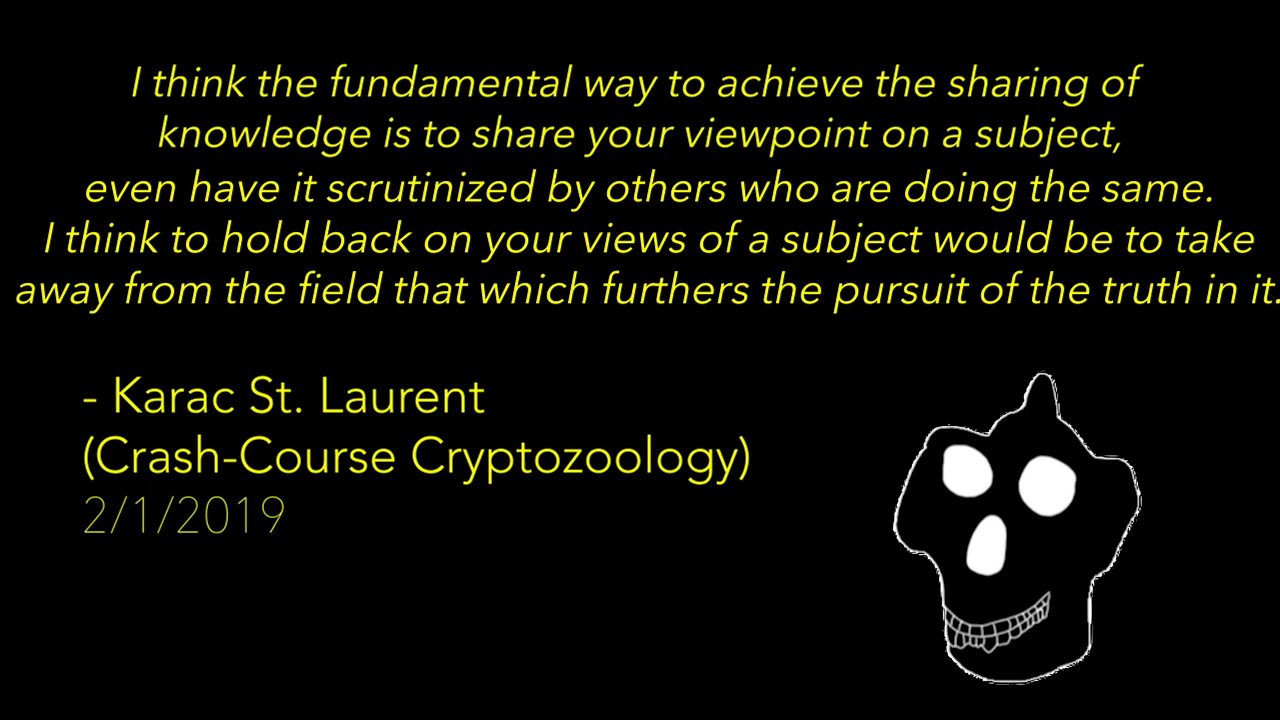 I think the fundamental way to achieve the sharing of
knowledge is to share your viewpoint on a subject,
even have it scrutinized by others who are doing the same.
I think to hold back on your views of a subject would be to take
away from the field that which furthers the pursuit of the truth in it.
- Karac St. Laurent
(Crash-Course Cryptozoology)
2/1/2019